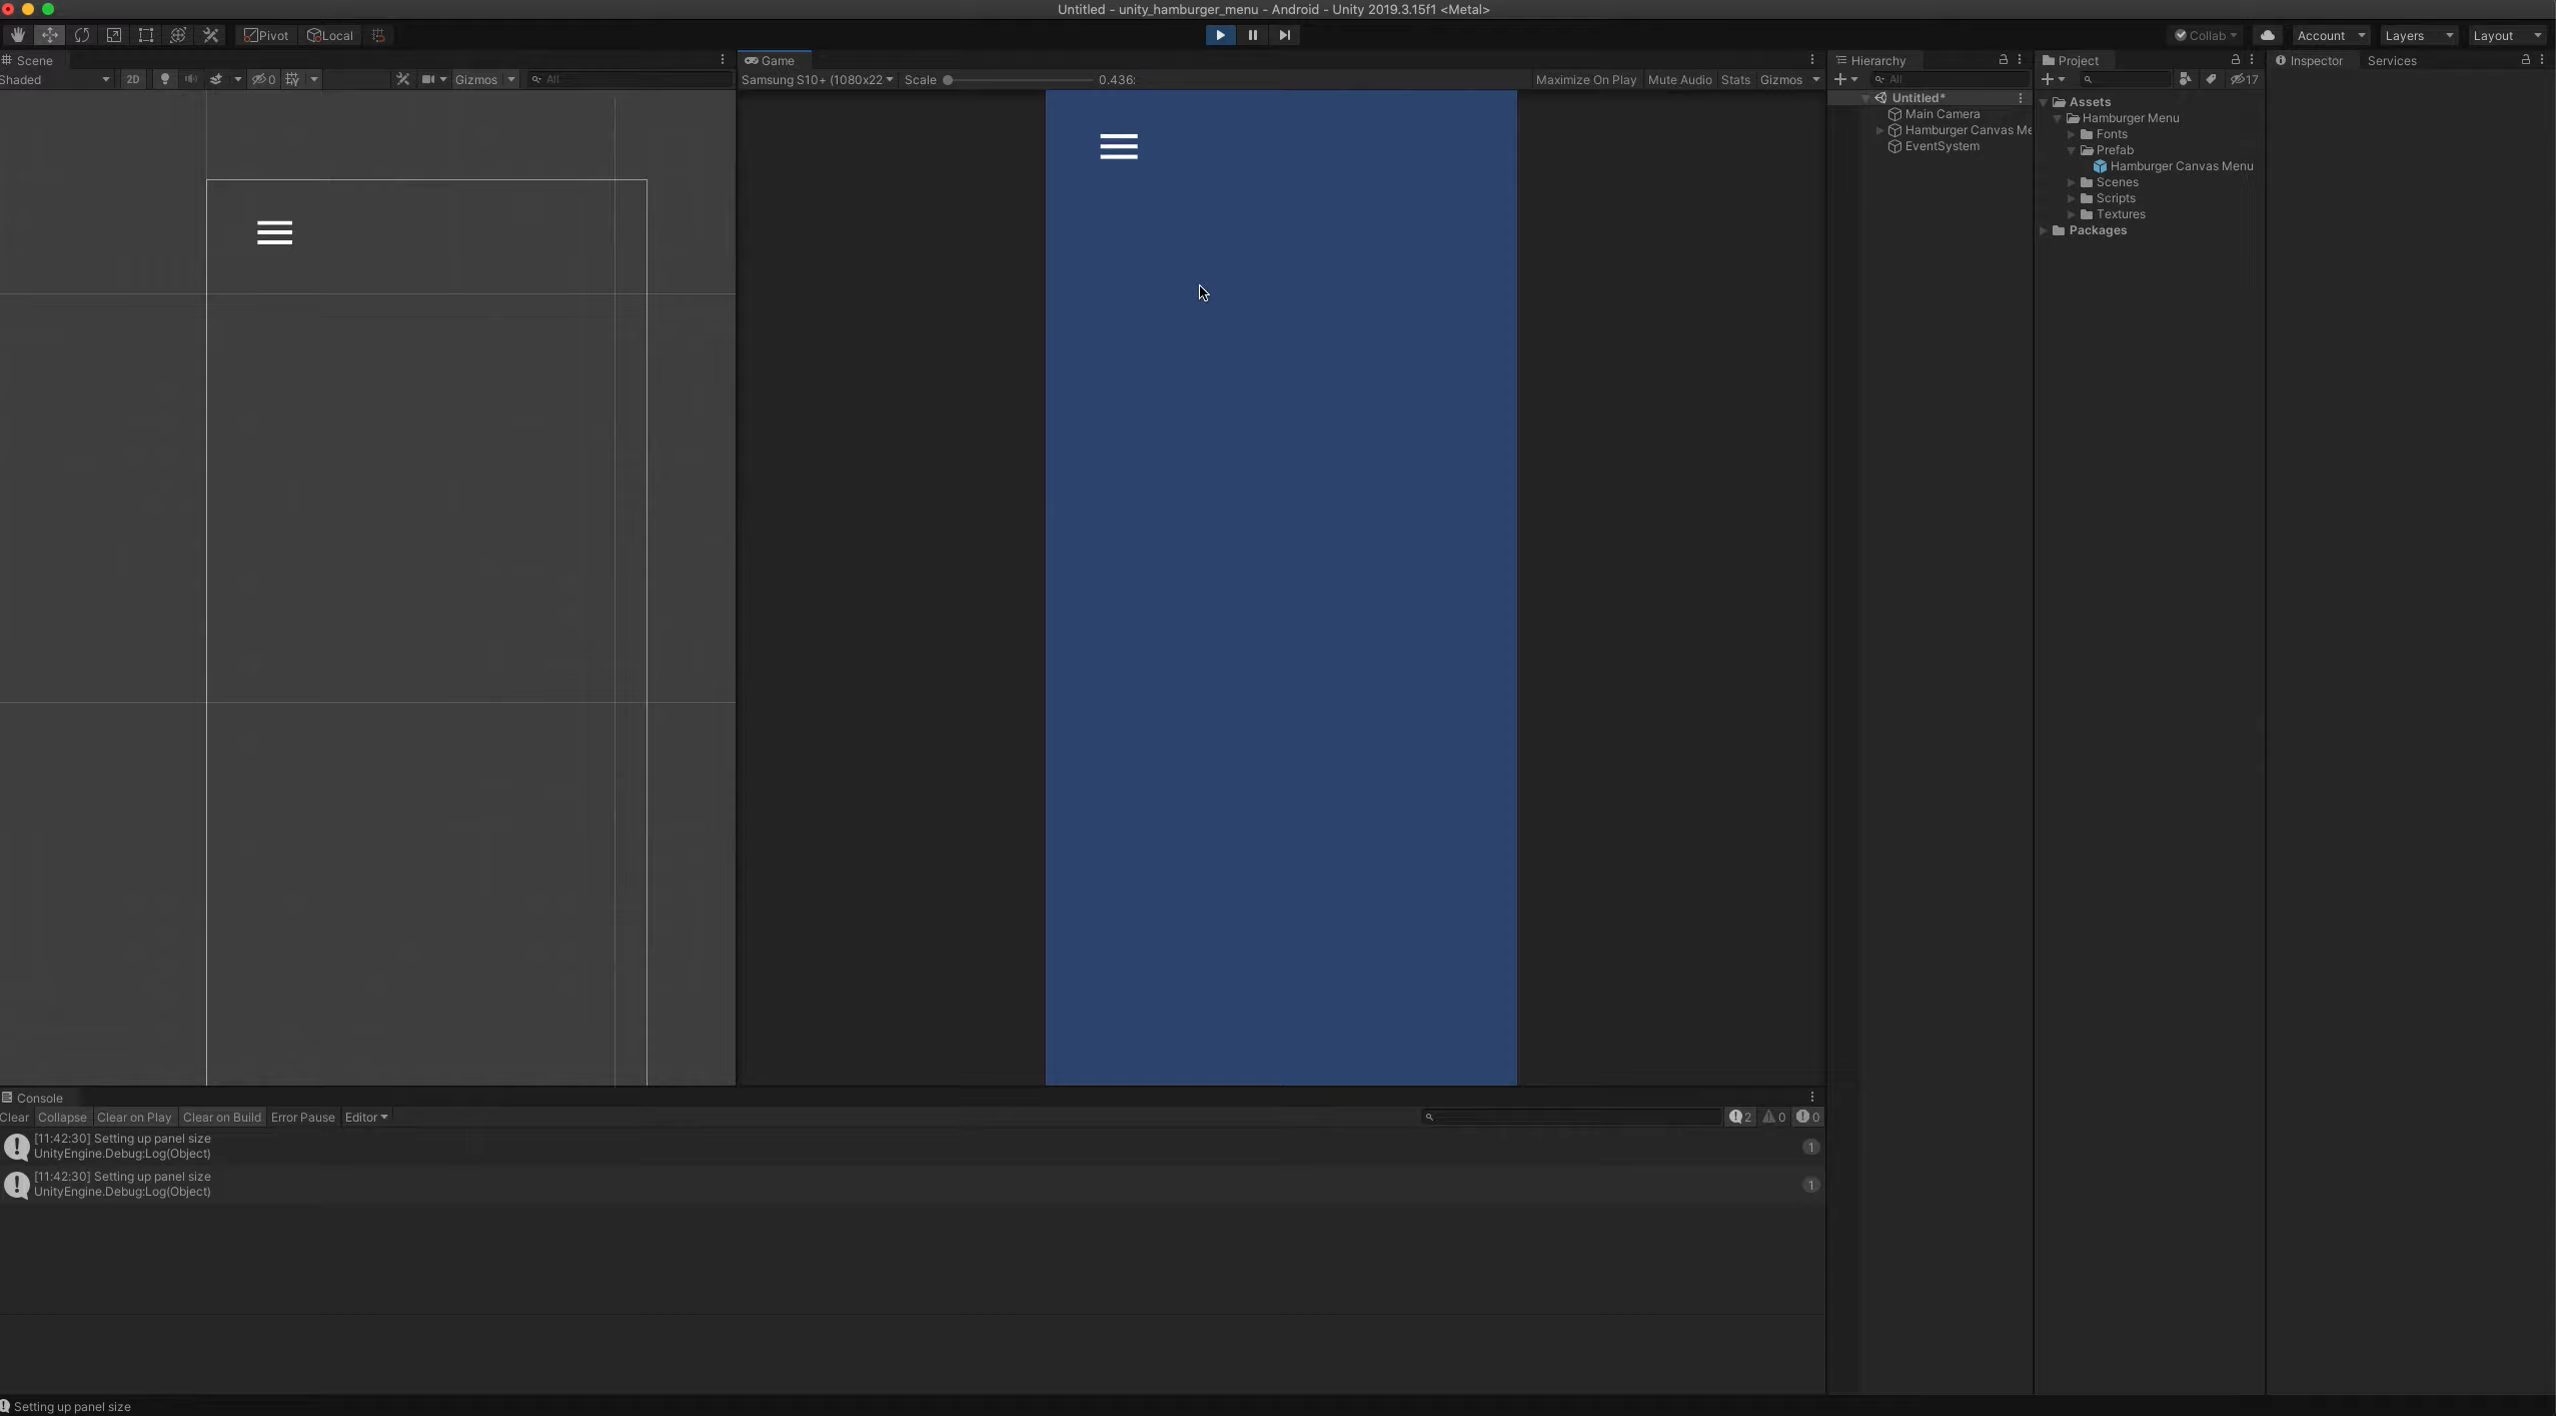 Untitled - unity_hamburger_menu - Android - Unity 2019.3.15f1 <Metal>
Pivot Local Collab Account Layers Layout
Scene
Shaded 2D 0 Gizmos All
Game
Samsung S10+ (1080x22 Scale 0.436: Maximize On Play Mute Audio Stats Gizmos
Hierarchy
All
Untitled*
Main Camera
Hamburger Canvas Me
EventSystem
Project
17
Assets
Hamburger Menu
Fonts
Prefab
Hamburger Canvas Menu
Scenes
Scripts
Textures
Packages
Inspector Services
Console
Clear Collapse Clear on Play Clear on Build Error Pause Editor 2 0 0
[11:42:30] Setting up panel size
UnityEngine.Debug:Log(Object)
1
[11:42:30] Setting up panel size
UnityEngine.Debug:Log(Object)
1
Setting up panel size